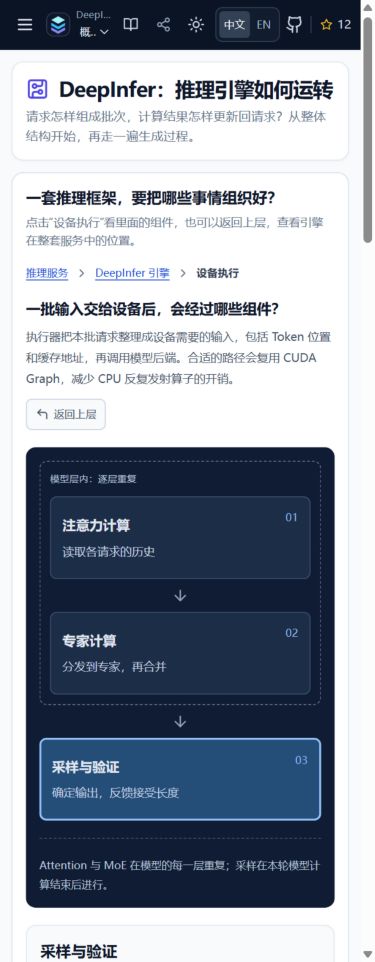 DeepI...
概..
中文
EN
12
DeepInfer：推理引擎如何运转
请求怎样组成批次，计算结果怎样更新回请求？从整体
结构开始，再走一遍生成过程。
一套推理框架，要把哪些事情组织好？
点击“设备执行”看里面的组件，也可以返回上层，查看引擎
在整套服务中的位置。
推理服务 > DeepInfer 引擎 > 设备执行
一批输入交给设备后，会经过哪些组件？
执行器把本批请求整理成设备需要的输入，包括 Token 位置
和缓存地址，再调用模型后端。合适的路径会复用 CUDA
Graph，减少 CPU 反复发射算子的开销。
返回上层
模型层内：逐层重复
注意力计算
01
读取各请求的历史
专家计算
02
分发到专家，再合并
采样与验证
03
确定输出，反馈接受长度
Attention 与 MoE 在模型的每一层重复；采样在本轮模型计
算结束后进行。
采样与验证